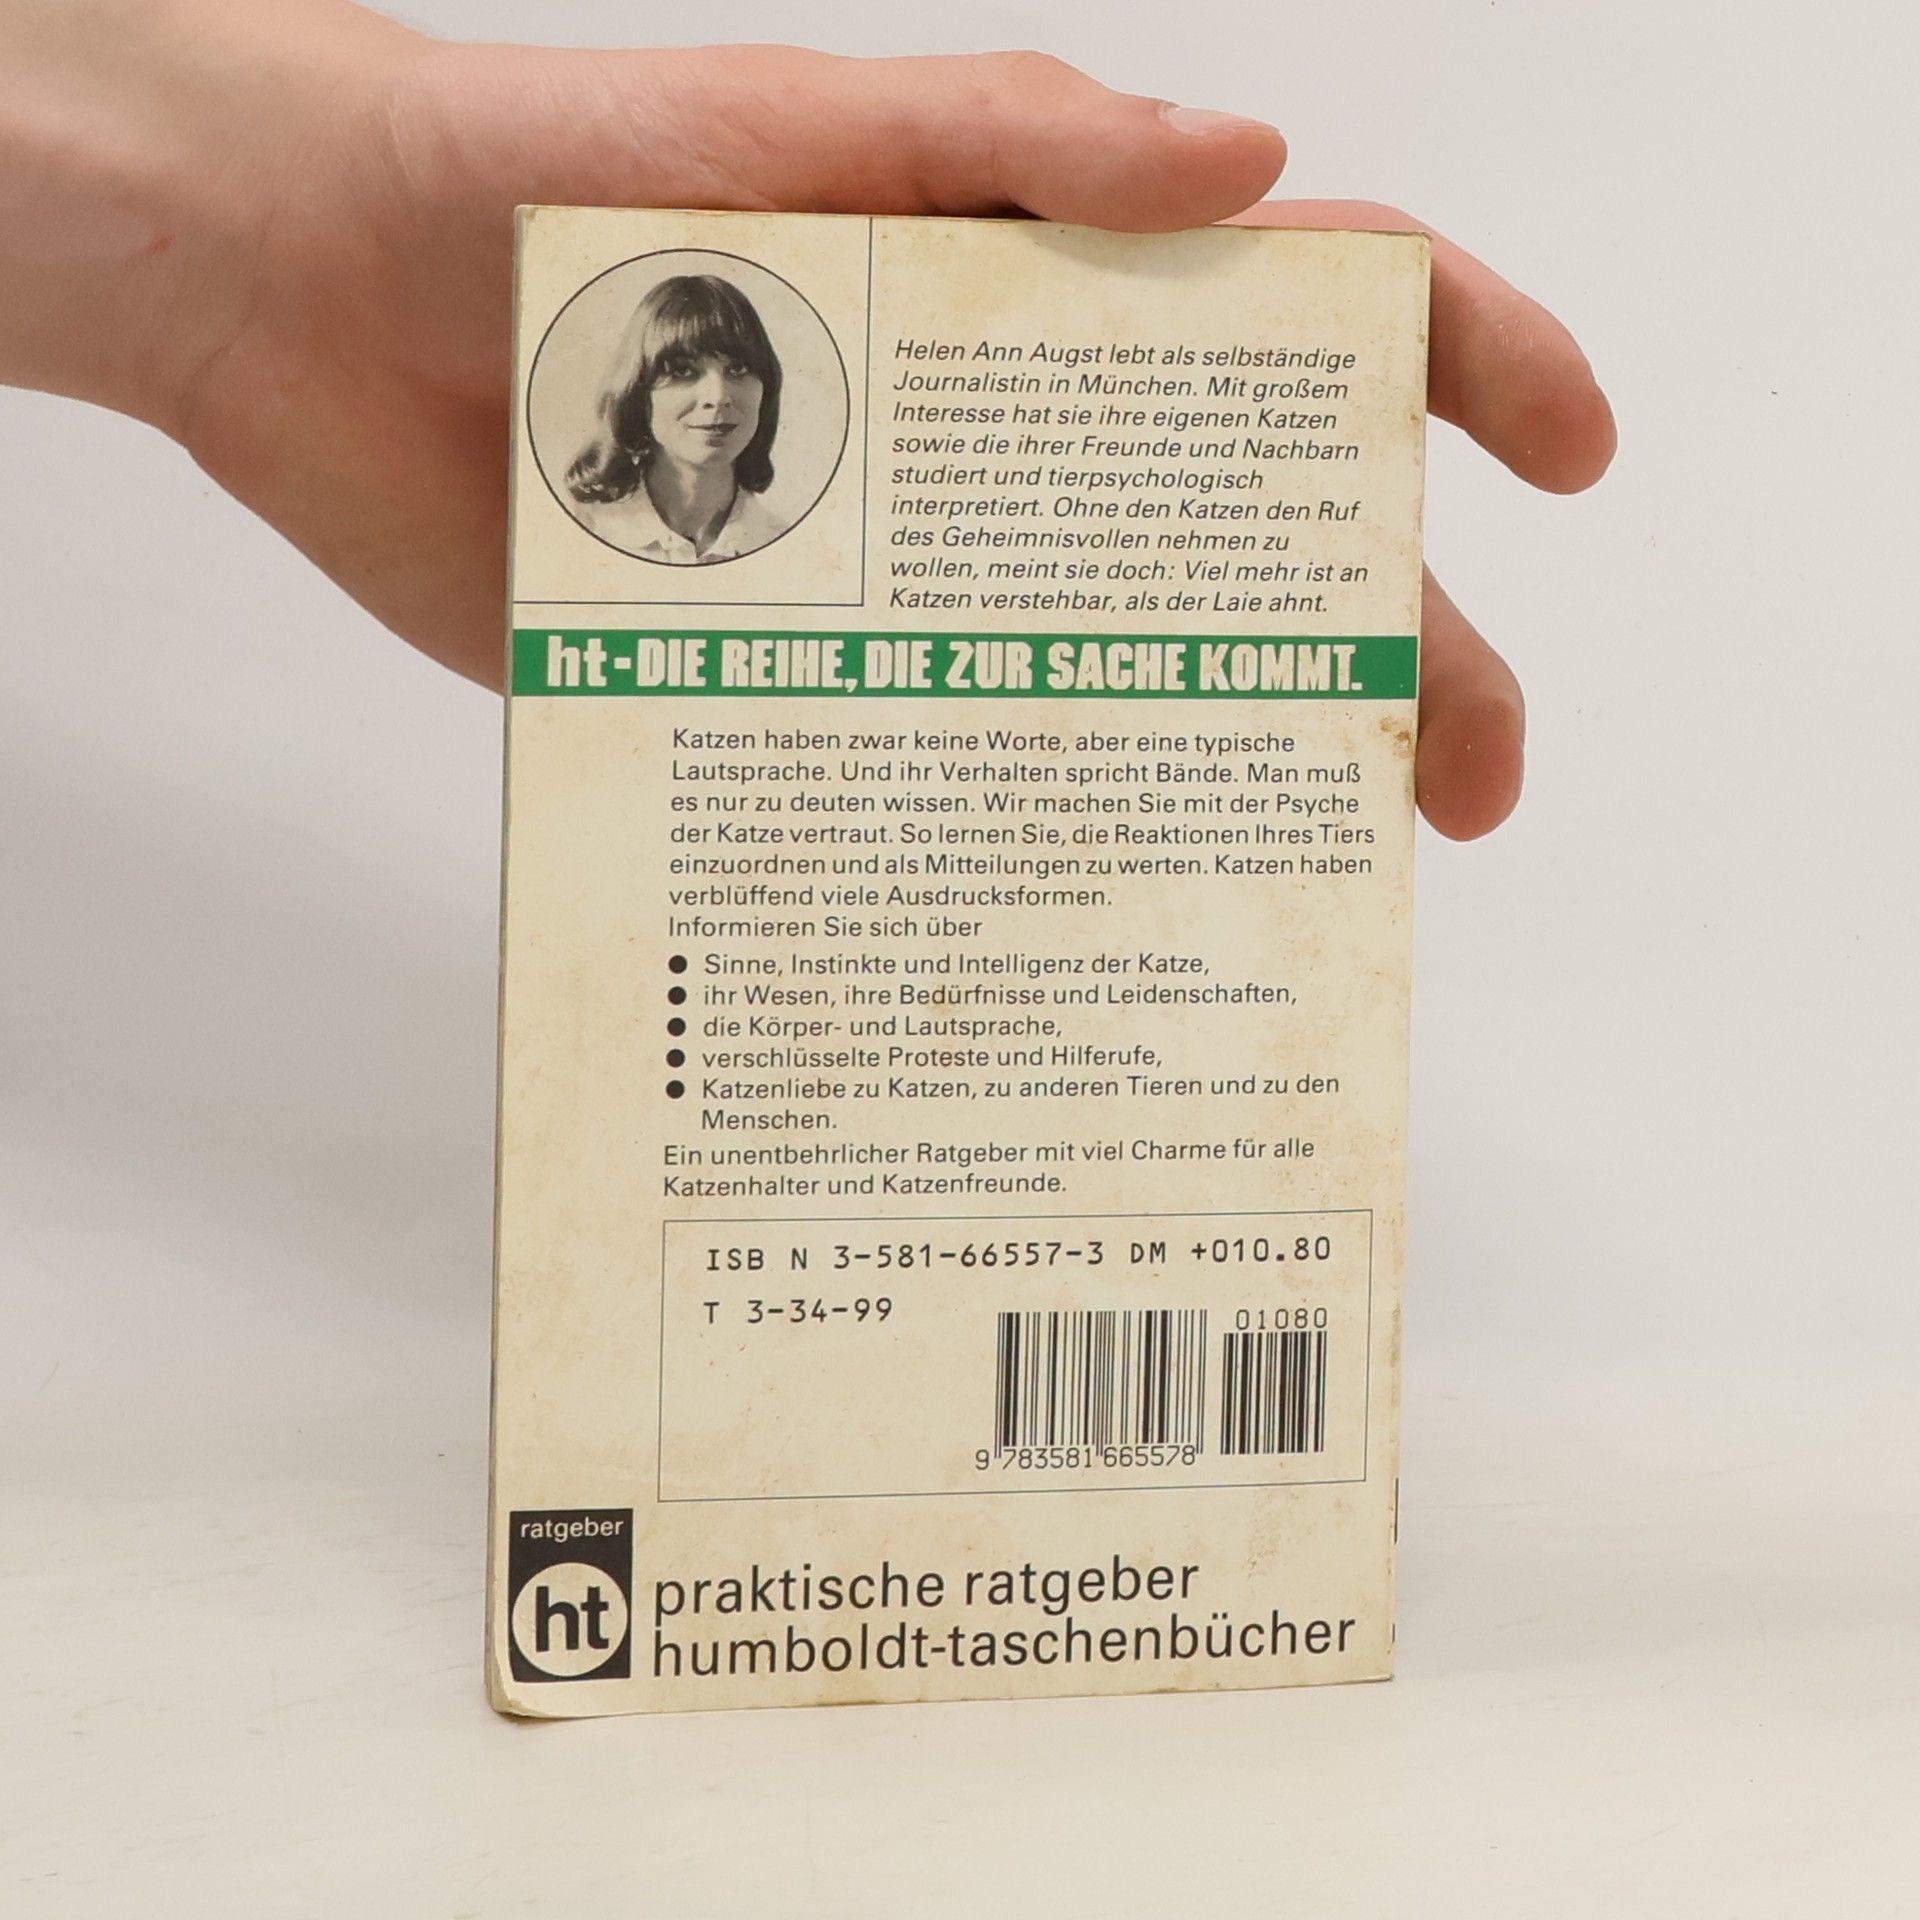 Helen Ann Augst lebt als selbständige
Journalistin in München. Mit großem
Interesse hat sie ihre eigenen Katzen
sowie die ihrer Freunde und Nachbarn
studiert und tierpsychologisch
interpretiert. Ohne den Katzen den Ruf
des Geheimnisvollen nehmen zu
wollen, meint sie doch: Viel mehr ist an
Katzen verstehbar, als der Laie ahnt.
ht-DIE REIHE, DIE ZUR SACHE KOMMT.
Katzen haben zwar keine Worte, aber eine typische
Lautsprache. Und ihr Verhalten spricht Bände. Man muß
es nur zu deuten wissen. Wir machen Sie mit der Psyche
der Katze vertraut. So lernen Sie, die Reaktionen Ihres Tiers
einzuordnen und als Mitteilungen zu werten. Katzen haben
verblüffend viele Ausdrucksformen.
Informieren Sie sich über
● Sinne, Instinkte und Intelligenz der Katze,
● ihr Wesen, ihre Bedürfnisse und Leidenschaften,
● die Körper- und Lautsprache,
● verschlüsselte Proteste und Hilferufe,
● Katzenliebe zu Katzen, zu anderen Tieren und zu den
Menschen.
Ein unentbehrlicher Ratgeber mit viel Charme für alle
Katzenhalter und Katzenfreunde.
ISB N 3-581-66557-3 DM +010.80
T 3-34-99
01080
9 783581 665578
ratgeber
ht
praktische ratgeber
humboldt-taschenbücher